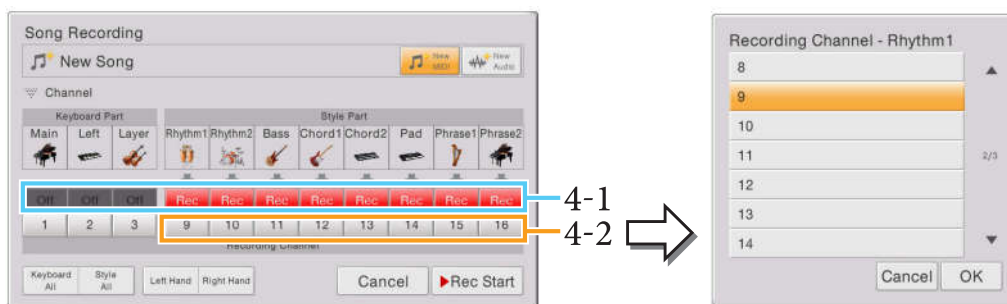 Song Recording
New Song
New MIDI
New Audio
Channel
Keyboard Part
Style Part
Main Left Layer Rhythm1 Rhythm2 Bass Chord1 Chord2 Pad Phrase1 Phrase2
Off Off Off Rec Rec Rec Rec Rec Rec Rec Rec
4-1
1 2 3 9 10 11 12 13 14 15 16
4-2
Recording Channel
Keyboard All
Style All
Left Hand Right Hand
Cancel
Rec Start
Recording Channel - Rhythm1
8
9
10
11
2/3
12
13
14
Cancel OK